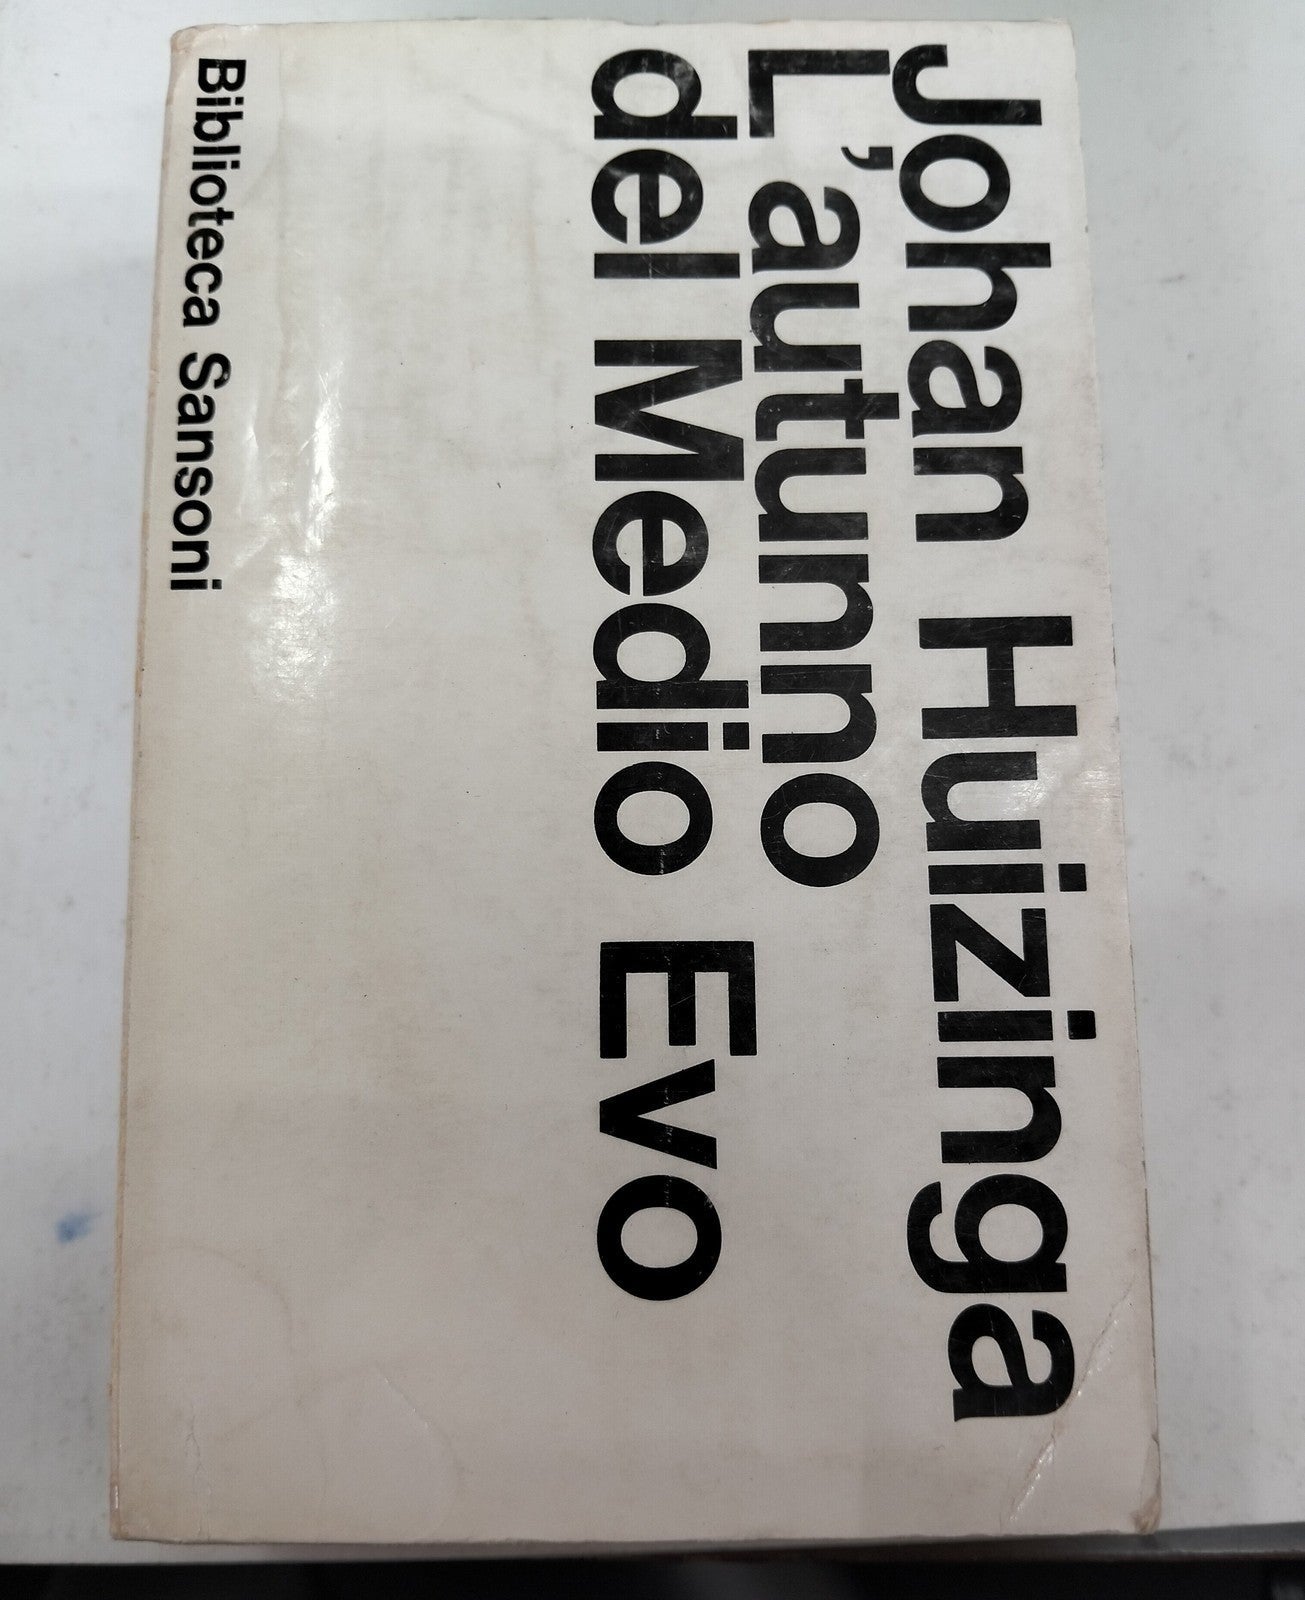 Johan Huizinga
L'autunno
del Medio Evo
Biblioteca Sansoni